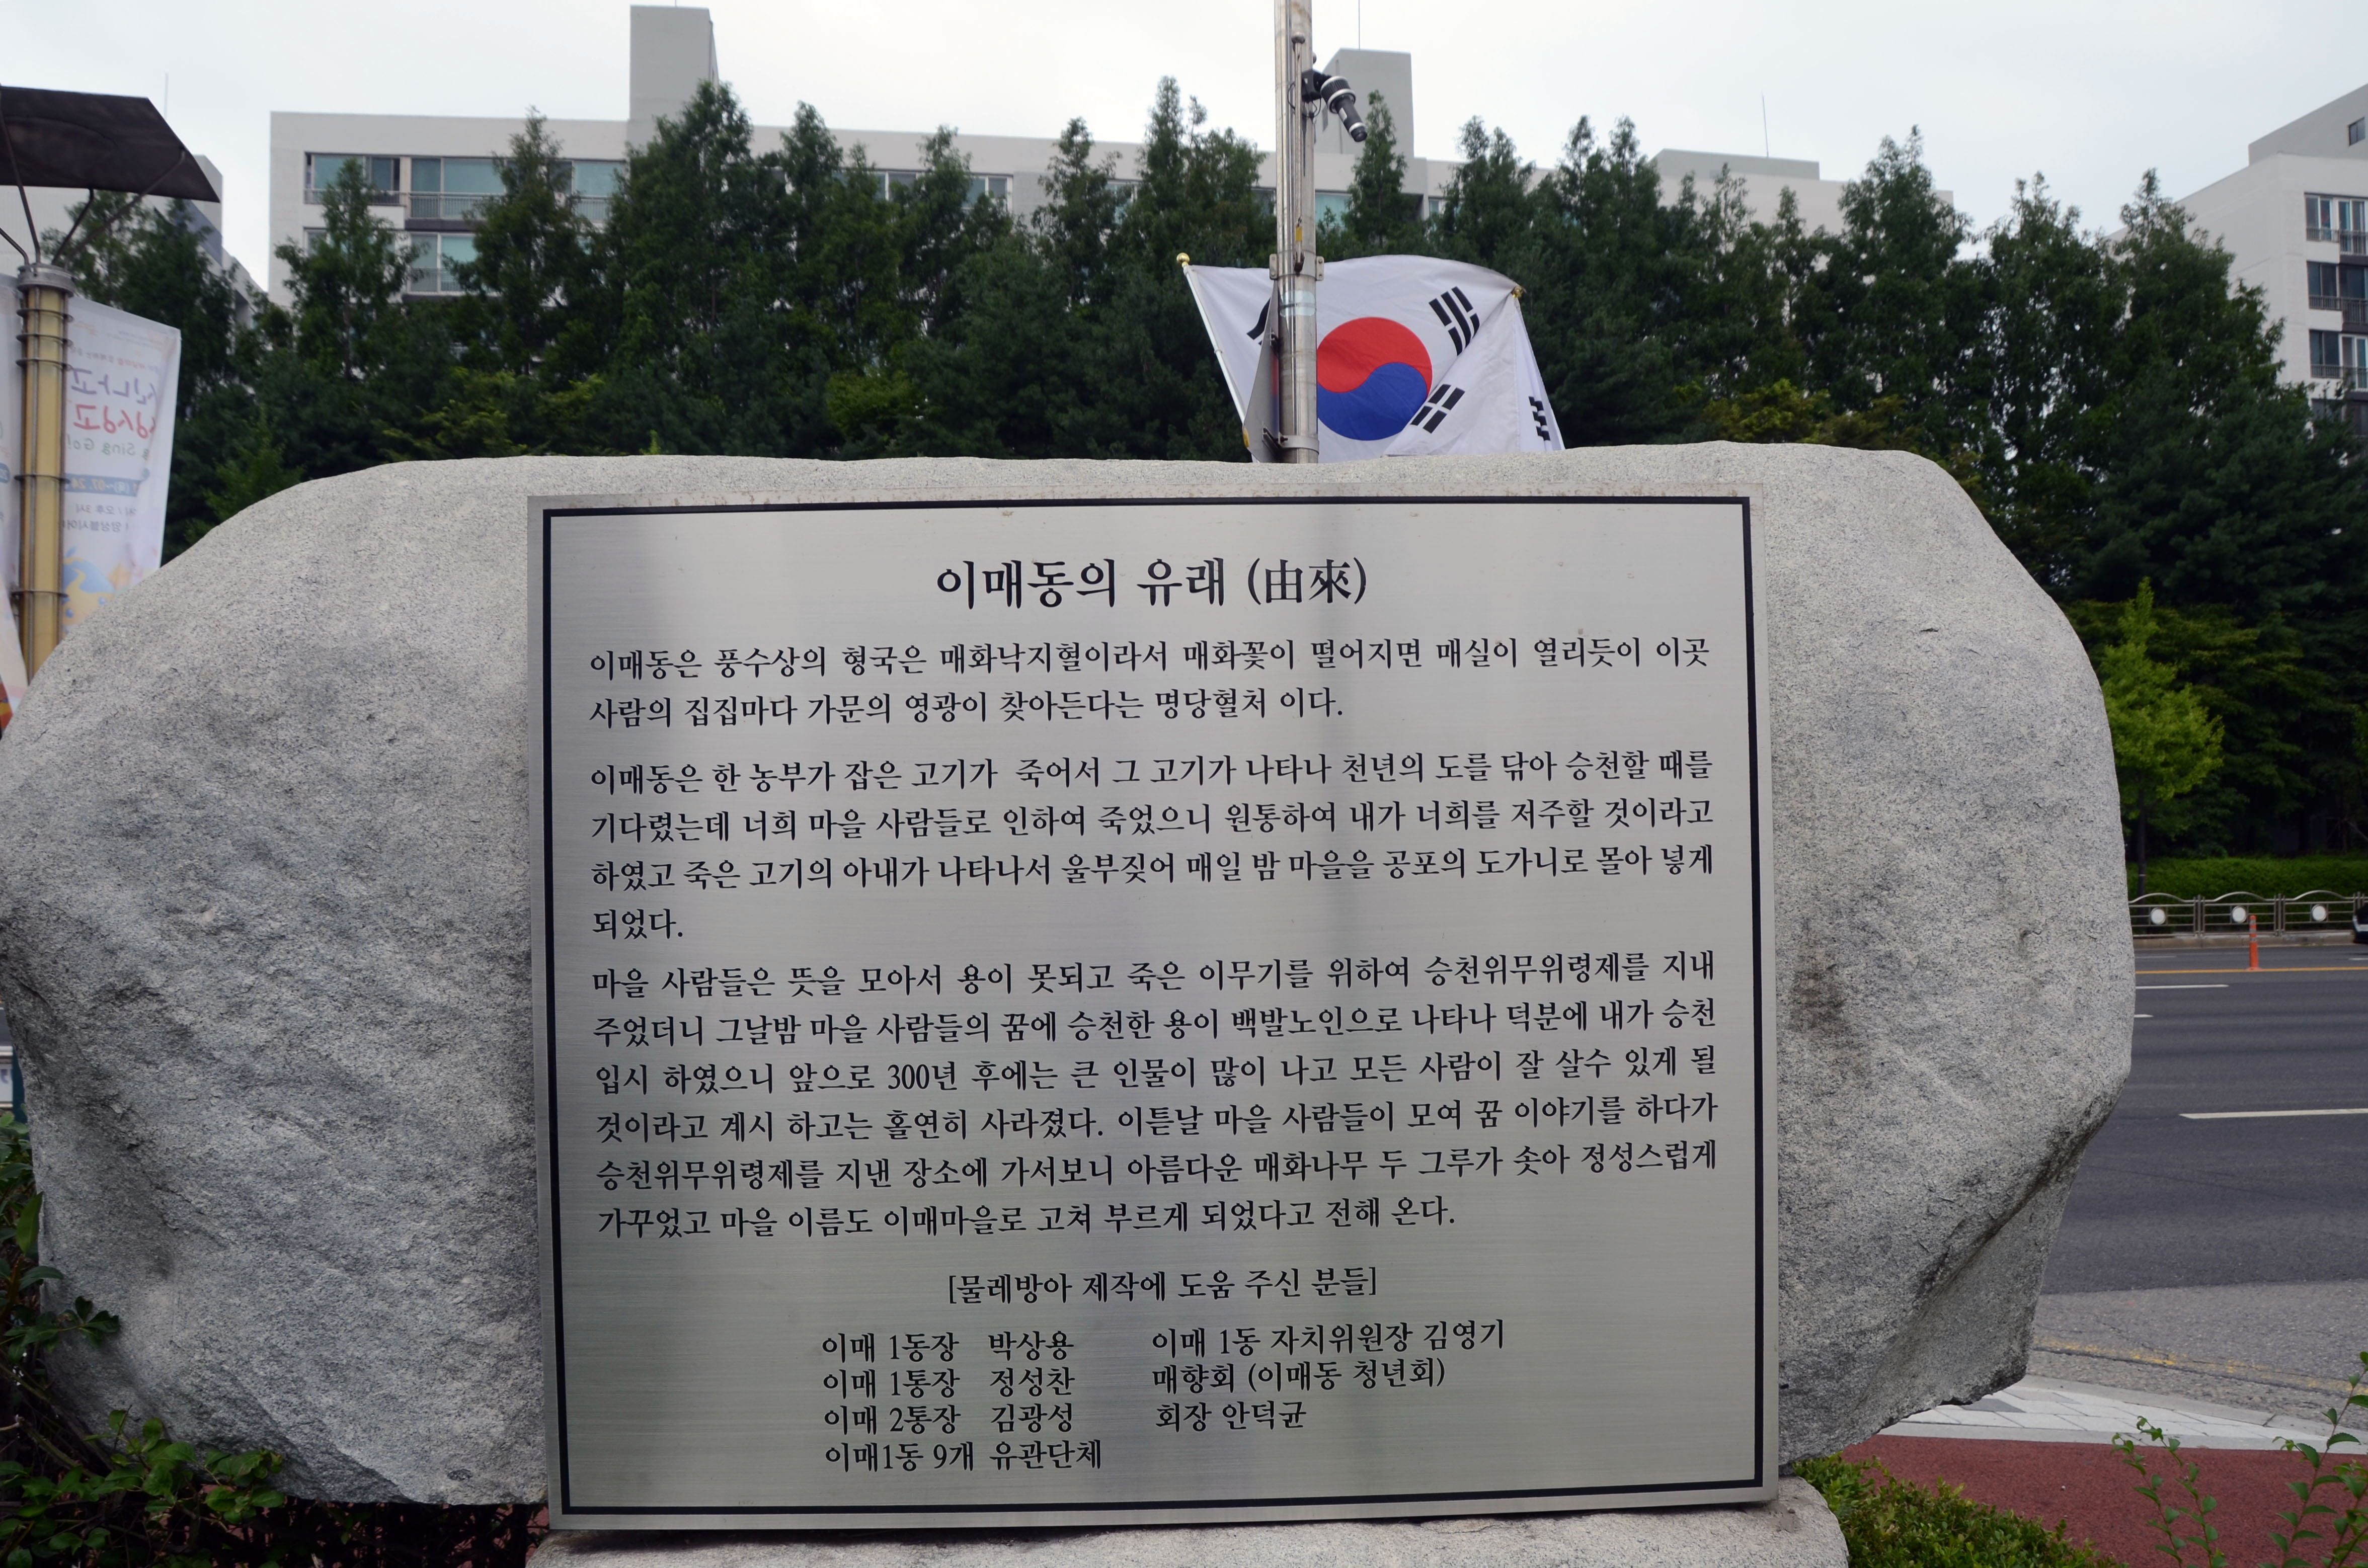 이매동의 유래 (由來)
이매동은 풍수상의 형국은 매화낙지혈이라서 매화꽃이 떨어지면 매실이 열리듯이 이곳
사람의 집집마다 가문의 영광이 찾아든다는 명당혈처 이다.
이매동은 한 농부가 잡은 고기가 죽어서 그 고기가 나타나 천년의 도를 닦아 승천할 때를
기다렸는데 너희 마을 사람들로 인하여 죽었으니 원통하여 내가 너희를 저주할 것이라고
하였고 죽은 고기의 아내가 나타나서 울부짖어 매일 밤 마을을 공포의 도가니로 몰아 넣게
되었다.
마을 사람들은 뜻을 모아서 용이 못되고 죽은 이무기를 위하여 승천위무위령제를 지내
주었더니 그날밤 마을 사람들의 꿈에 승천한 용이 백발노인으로 나타나 덕분에 내가 승천
입시 하였으니 앞으로 300년 후에는 큰 인물이 많이 나고 모든 사람이 잘 살수 있게 될
것이라고 계시 하고는 홀연히 사라졌다. 이튿날 마을 사람들이 모여 꿈 이야기를 하다가
승천위무위령제를 지낸 장소에 가서보니 아름다운 매화나무 두 그루가 솟아 정성스럽게
가꾸었고 마을 이름도 이매마을로 고쳐 부르게 되었다고 전해 온다.
[물레방아 제작에 도움 주신 분들]
이매 1동장 박상용 이매 1동 자치위원장 김영기
이매 1통장 정성찬 매향회 (이매동 청년회)
이매 2통장 김광성 회장 안덕균
이매1동 9개 유관단체